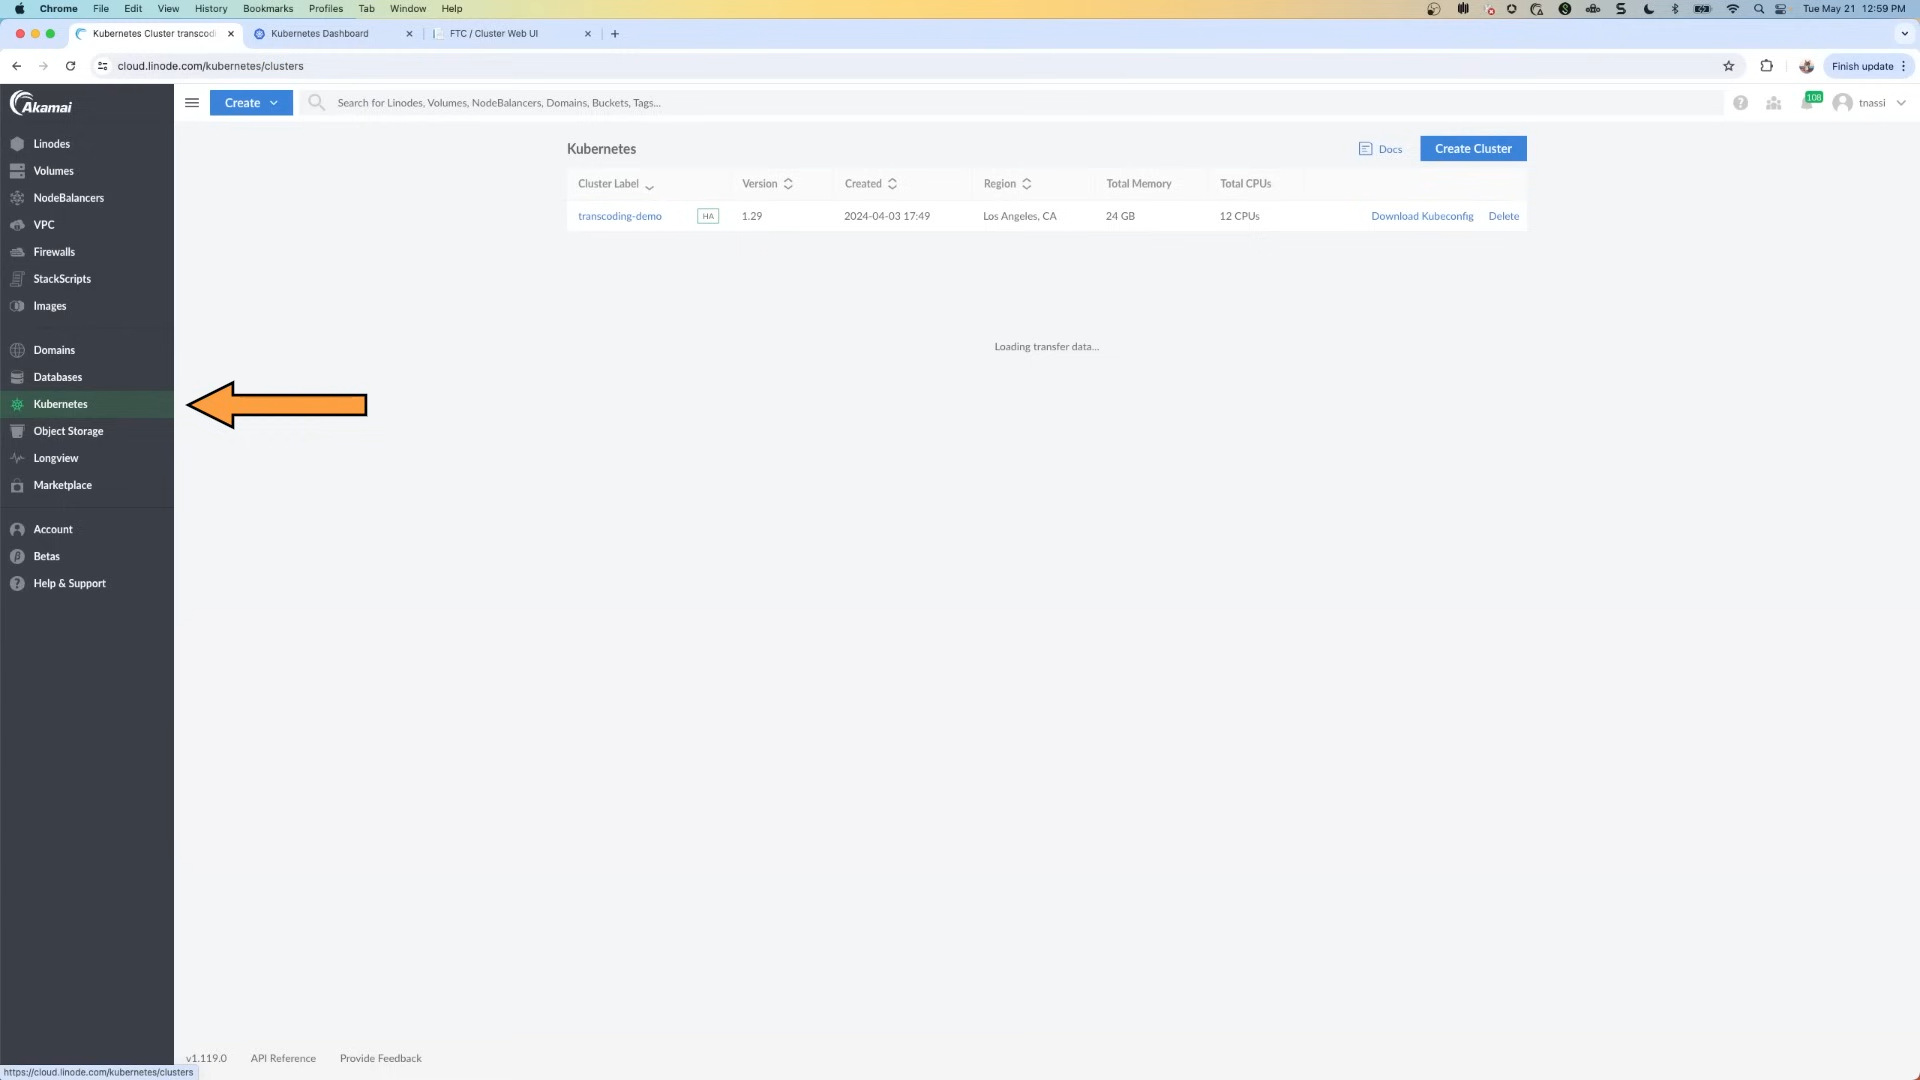 Chrome File Edit View History Bookmarks Profiles Tab Window Help Tue May 21 12:59 PM
Kubernetes Cluster transcodi Kubernetes Dashboard FTC / Cluster Web UI
cloud.linode.com/kubernetes/clusters Finish update
Akamai
Create Search for Linodes, Volumes, NodeBalancers, Domains, Buckets, Tags... 108 tnassi
Linodes
Volumes
NodeBalancers
VPC
Firewalls
StackScripts
Images
Domains
Databases
Kubernetes
Object Storage
Longview
Marketplace
Account
Betas
Help & Support
Kubernetes Docs Create Cluster
Cluster Label Version Created Region Total Memory Total CPUs
transcoding-demo HA 1.29 2024-04-03 17:49 Los Angeles, CA 24 GB 12 CPUs Download Kubeconfig Delete
Loading transfer data...
v1.119.0 API Reference Provide Feedback
https://cloud.linode.com/kubernetes/clusters